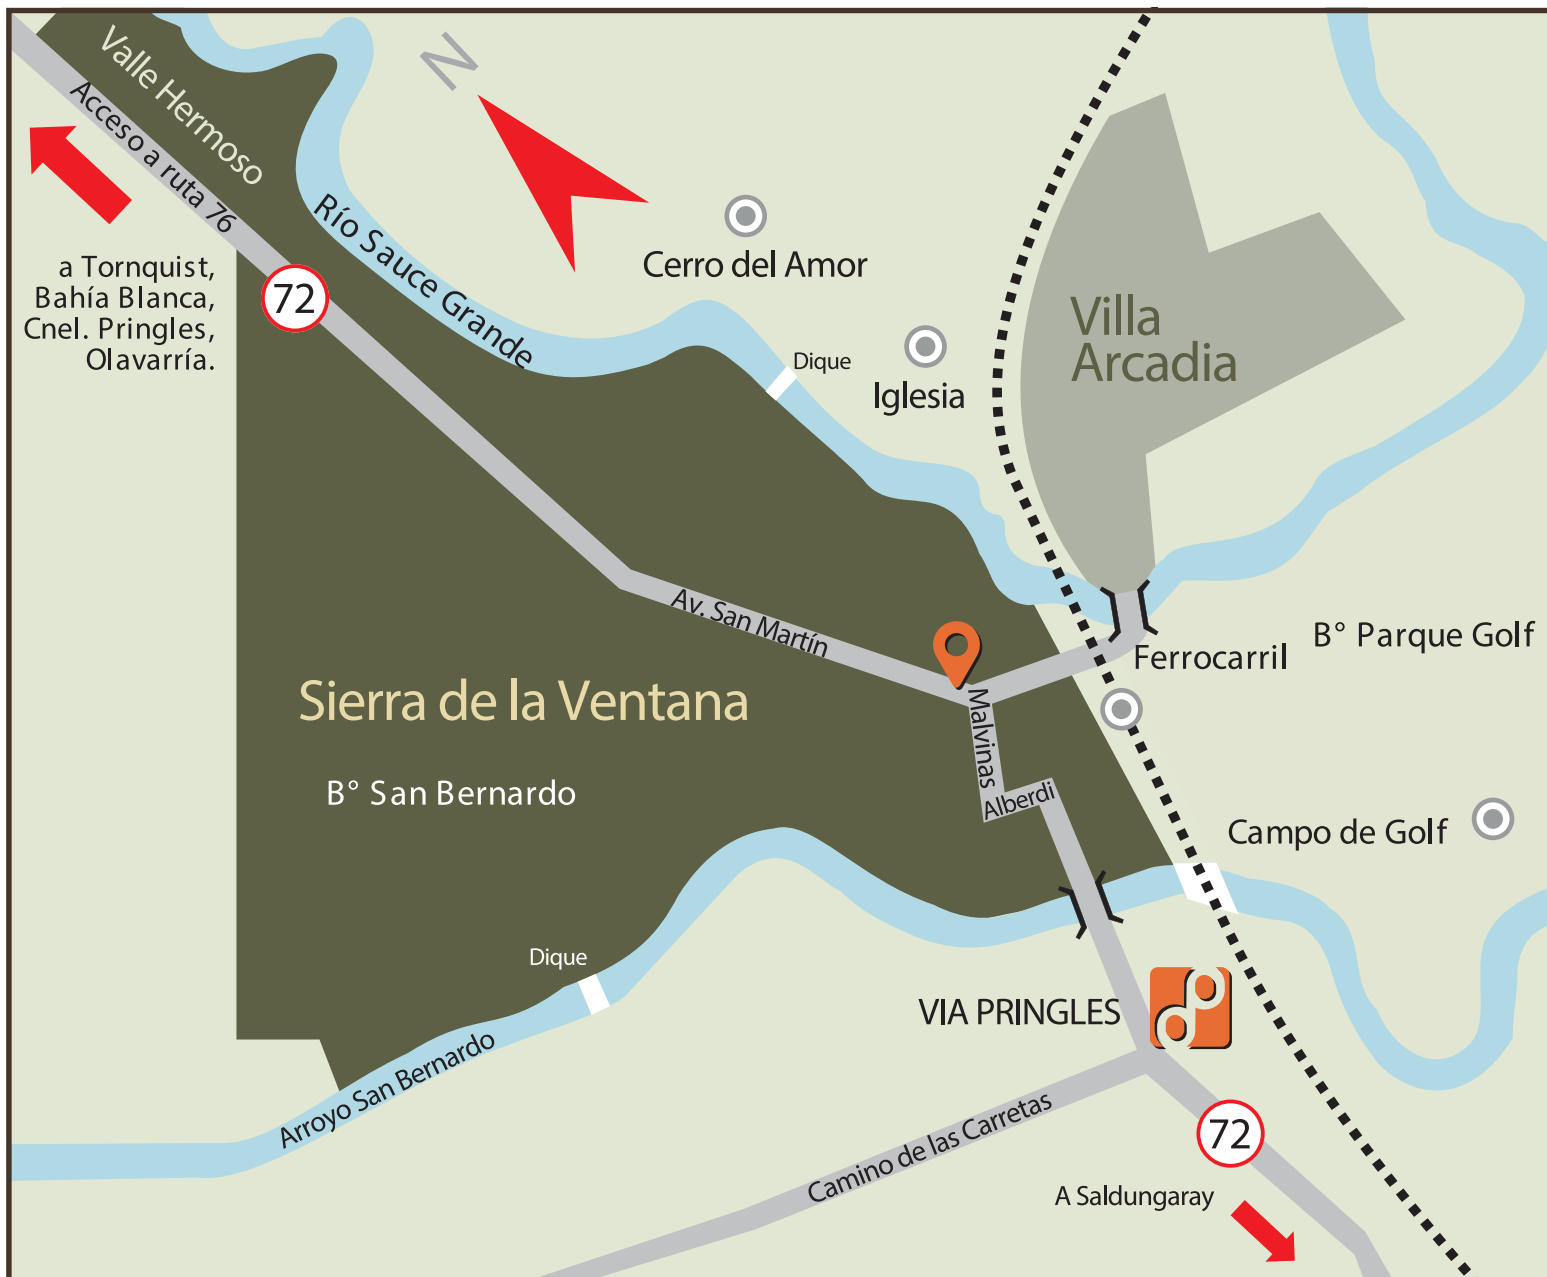 N
Valle Hermoso
Acceso a ruta 76
a Tornquist,
Bahía Blanca,
Cnel. Pringles,
Olavarría.
72
Río Sauce Grande
Cerro del Amor
Dique
Iglesia
Villa
Arcadia
Av. San Martín
Ferrocarril
B° Parque Golf
Sierra de la Ventana
B° San Bernardo
Malvinas
Alberdi
Campo de Golf
Dique
VIA PRINGLES
Arroyo San Bernardo
Camino de las Carretas
72
A Saldungaray